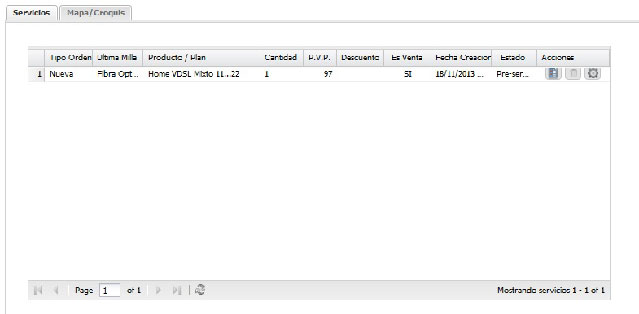 Servicios Mapa/Croquis
Tipo Orden Ultima Milla Producto / Plan Cantidad P.V.P. Descuento Es Venta Fecha Creacion Estado Acciones
1 Nueva Fibra Opt... Home VDSL Mixto 11...22 1 97 SI 18/11/2013 ... Pre-ser...
Page 1 of 1 Mostrando servicios 1 - 1 of 1